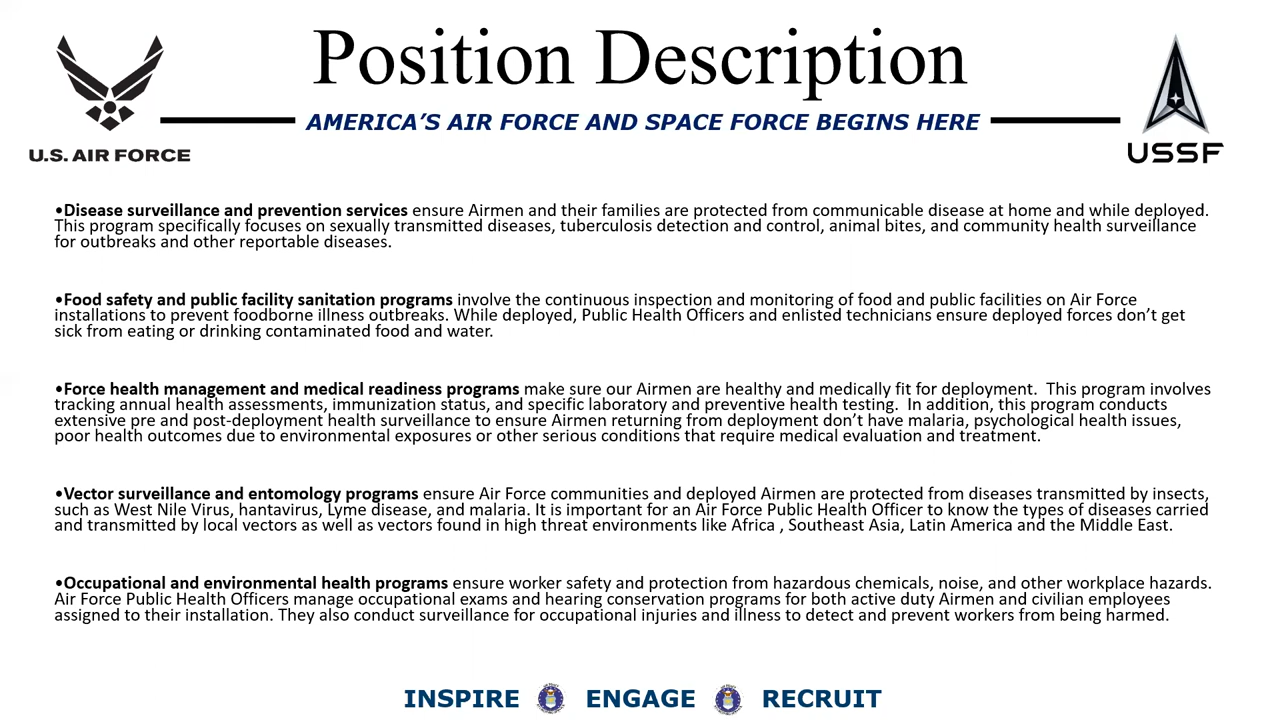 Position Description
AMERICA'S AIR FORCE AND SPACE FORCE BEGINS HERE
U.S. AIR FORCE
USSF
•Disease surveillance and prevention services ensure Airmen and their families are protected from communicable disease at home and while deployed.
This program specifically focuses on sexually transmitted diseases, tuberculosis detection and control, animal bites, and community health surveillance
for outbreaks and other reportable diseases.
•Food safety and public facility sanitation programs involve the continuous inspection and monitoring of food and public facilities on Air Force
installations to prevent foodborne illness outbreaks. While deployed, Public Health Officers and enlisted technicians ensure deployed forces don't get
sick from eating or drinking contaminated food and water.
•Force health management and medical readiness programs make sure our Airmen are healthy and medically fit for deployment.  This program involves
tracking annual health assessments, immunization status, and specific laboratory and preventive health testing.  In addition, this program conducts
extensive pre and post-deployment health surveillance to ensure Airmen returning from deployment don't have malaria, psychological health issues,
poor health outcomes due to environmental exposures or other serious conditions that require medical evaluation and treatment.
•Vector surveillance and entomology programs ensure Air Force communities and deployed Airmen are protected from diseases transmitted by insects,
such as West Nile Virus, hantavirus, Lyme disease, and malaria. It is important for an Air Force Public Health Officer to know the types of diseases carried
and transmitted by local vectors as well as vectors found in high threat environments like Africa , Southeast Asia, Latin America and the Middle East.
•Occupational and environmental health programs ensure worker safety and protection from hazardous chemicals, noise, and other workplace hazards.
Air Force Public Health Officers manage occupational exams and hearing conservation programs for both active duty Airmen and civilian employees
assigned to their installation. They also conduct surveillance for occupational injuries and illness to detect and prevent workers from being harmed.
INSPIRE ENGAGE RECRUIT